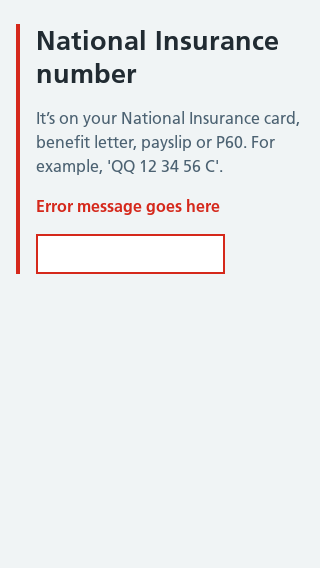 National Insurance
number
It’s on your National Insurance card,
benefit letter, payslip or P60. For
example, 'QQ 12 34 56 C'.
Error message goes here